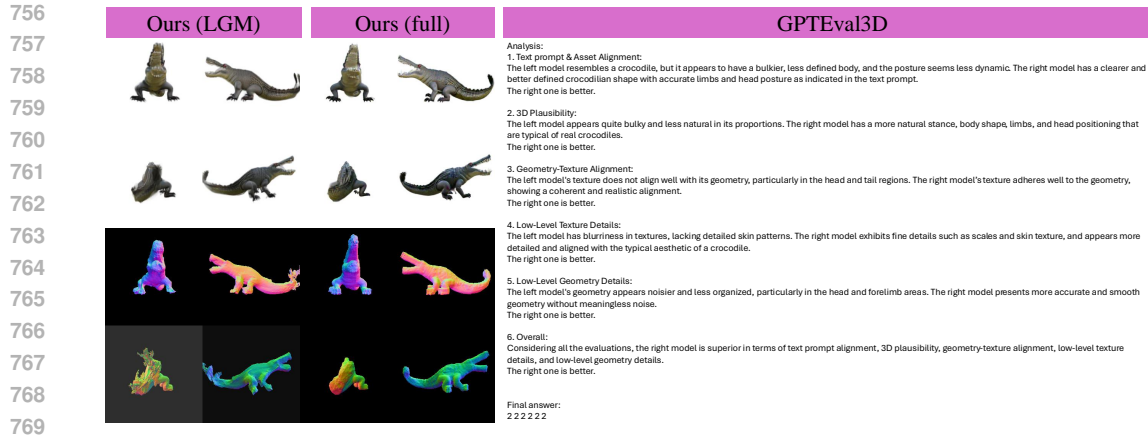 756
757
758
759
760
761
762
763
764
765
766
767
768
769
Ours (LGM)
Ours (full)
GPTEval3D
Analysis:
1. Text prompt & Asset Alignment:
The left model resembles a crocodile, but it appears to have a bulkier, less defined body, and the posture seems less dynamic. The right model has a clearer and
better defined crocodilian shape with accurate limbs and head posture as indicated in the text prompt.
The right one is better.
2. 3D Plausibility:
The left model appears quite bulky and less natural in its proportions. The right model has a more natural stance, body shape, limbs, and head positioning that
are typical of real crocodiles.
The right one is better.
3. Geometry-Texture Alignment:
The left model's texture does not align well with its geometry, particularly in the head and tail regions. The right model's texture adheres well to the geometry,
showing a coherent and realistic alignment.
The right one is better.
4. Low-Level Texture Details:
The left model has blurriness in textures, lacking detailed skin patterns. The right model exhibits fine details such as scales and skin texture, and appears more
detailed and aligned with the typical aesthetic of a crocodile.
The right one is better.
5. Low-Level Geometry Details:
The left model's geometry appears noisier and less organized, particularly in the head and forelimb areas. The right model presents more accurate and smooth
geometry without meaningless noise.
The right one is better.
6. Overall:
Considering all the evaluations, the right model is superior in terms of text prompt alignment, 3D plausibility, geometry-texture alignment, low-level texture
details, and low-level geometry details.
The right one is better.
Final answer:
2 2 2 2 2 2